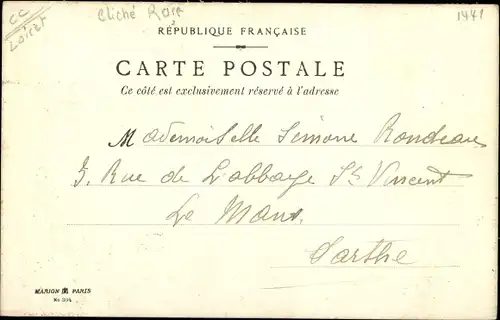 CC
Loiret
Cliché Rare
1441
RÉPUBLIQUE FRANÇAISE
CARTE POSTALE
Ce côté est exclusivement réservé à l'adresse
Mademoiselle Simone Rondeau
3, Rue de L'abbaye St Vincent
Le Mans.
Sarthe
MARION PARIS